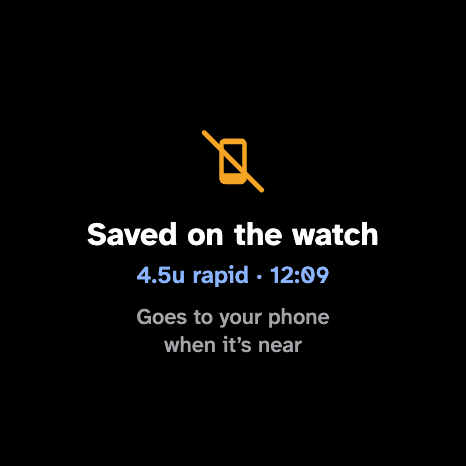 Saved on the watch
4.5u rapid · 12:09
Goes to your phone
when it’s near